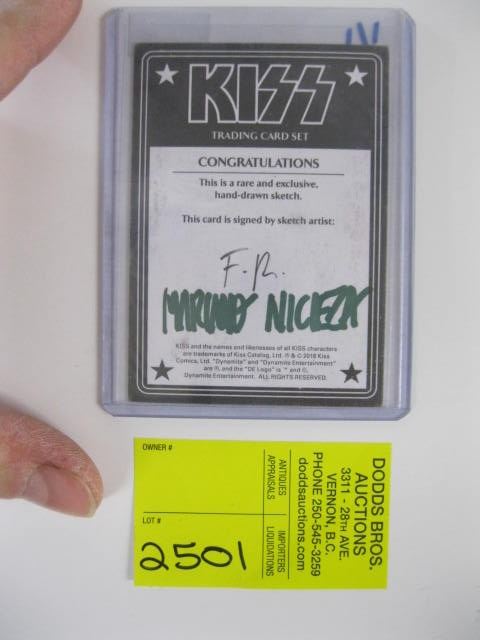 KISS
TRADING CARD SET
CONGRATULATIONS
This is a rare and exclusive,
hand-drawn sketch.
This card is signed by sketch artist:
F.R.
KISS and the names and likenesses of all KISS characters
are trademarks of Kiss Catalog, Ltd. ® & © 2018 Kiss
Comics, Ltd. "Dynamite" and "Dynamite Entertainment"
are ®, and the "DE Logo" is ™ and ©,
Dynamite Entertainment. ALL RIGHTS RESERVED.
OWNER #
LOT #
2501
ANTIQUES
APPRAISALS
IMPORTERS
LIQUIDATIONS
DODDS BROS.
AUCTIONS
3311 - 28TH AVE.
VERNON, B.C.
PHONE 250-545-3259
doddsauctions.com